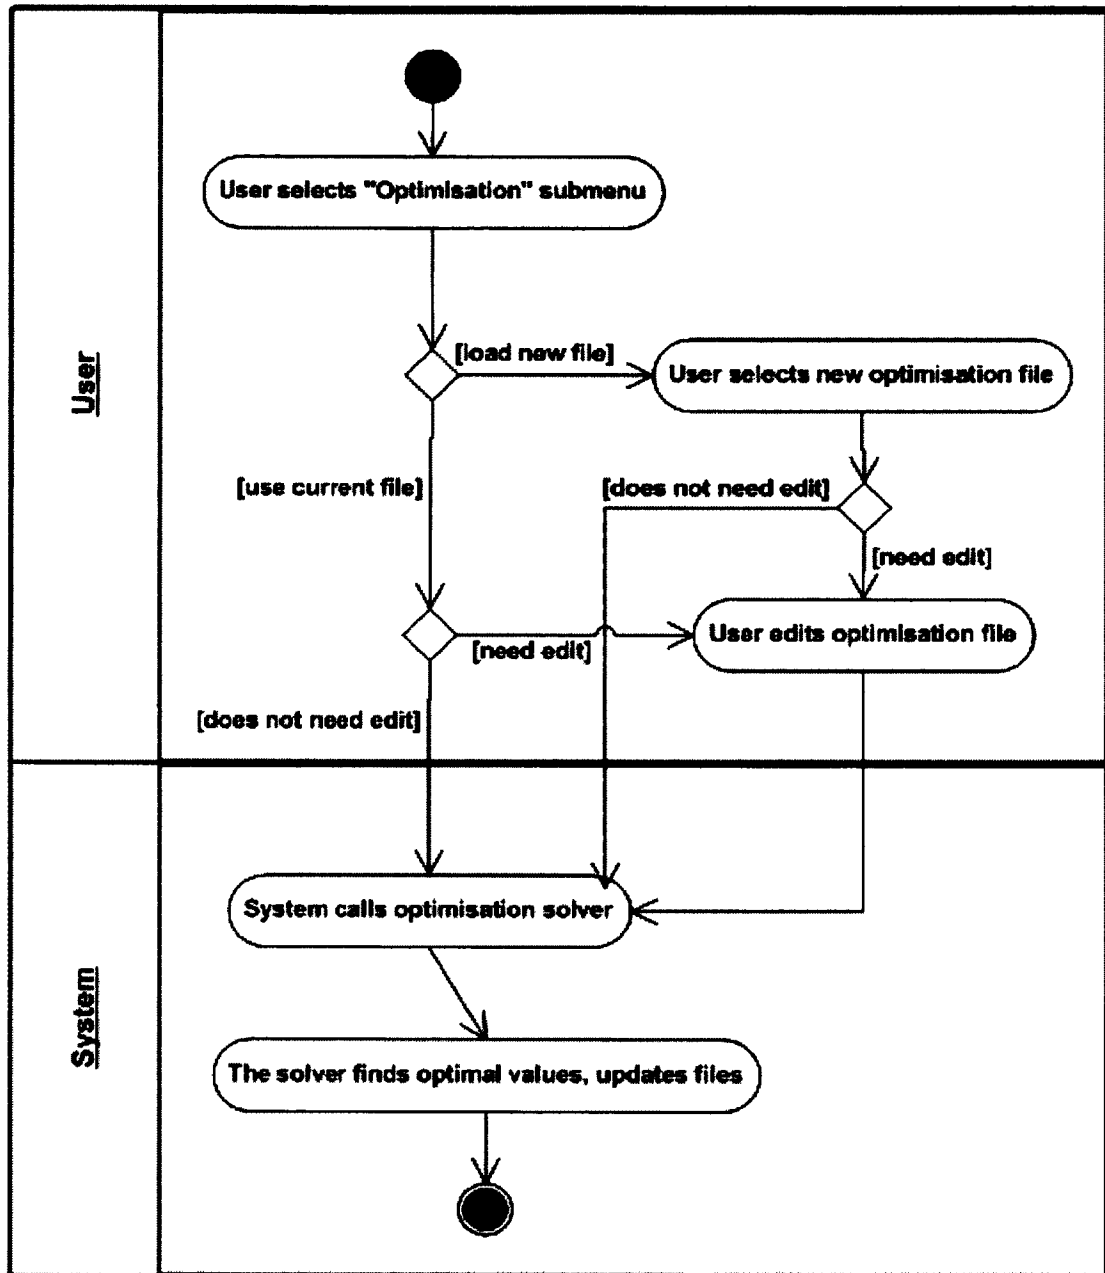 User
User selects "Optimisation" submenu
[load new file]
User selects new optimisation file
[use current file]
[does not need edit]
[need edit]
User edits optimisation file
[need edit]
[does not need edit]
System
System calls optimisation solver
The solver finds optimal values, updates files